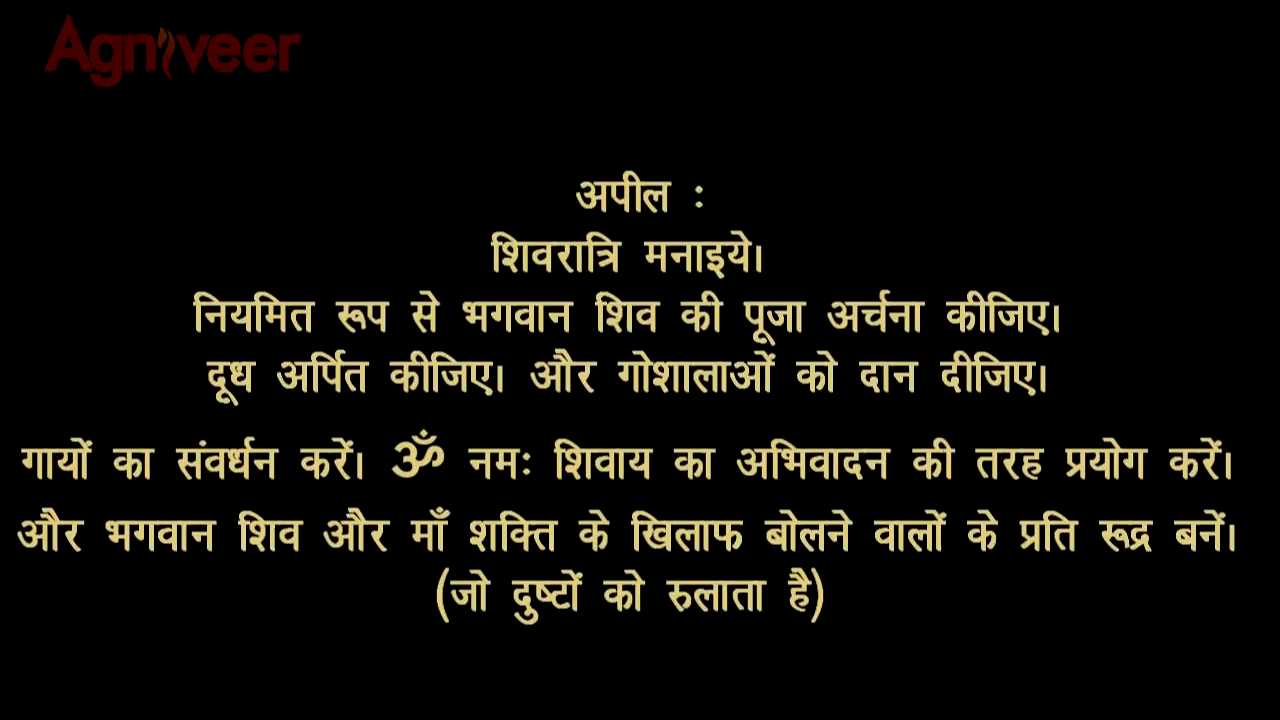 Agniveer
अपील :
शिवरात्रि मनाइये।
नियमित रूप से भगवान शिव की पूजा अर्चना कीजिए।
दूध अर्पित कीजिए। और गोशालाओं को दान दीजिए।
गायों का संवर्धन करें। ॐ नमः शिवाय का अभिवादन की तरह प्रयोग करें।
और भगवान शिव और माँ शक्ति के खिलाफ बोलने वालों के प्रति रूद्र बनें।
(जो दुष्टों को रुलाता है)